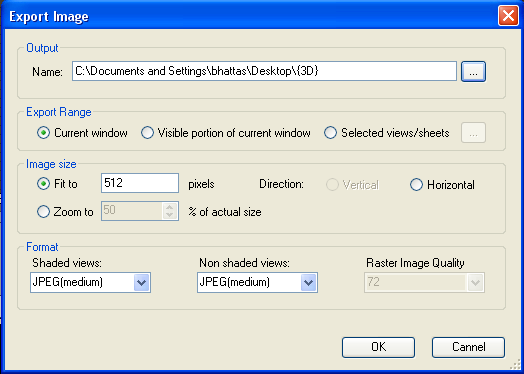 Export Image
Output
Name: C:\Documents and Settings\bhattas\Desktop\{3D} ...
Export Range
Current window Visible portion of current window Selected views/sheets ...
Image size
Fit to 512 pixels Direction: Vertical Horizontal
Zoom to 50 % of actual size
Format
Shaded views: Non shaded views: Raster Image Quality
JPEG(medium) JPEG(medium) 72
OK Cannel